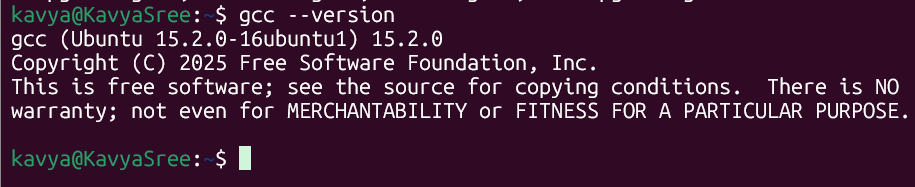 kavya@KavyaSree:~$ gcc --version
gcc (Ubuntu 15.2.0-16ubuntu1) 15.2.0
Copyright (C) 2025 Free Software Foundation, Inc.
This is free software; see the source for copying conditions.  There is NO
warranty; not even for MERCHANTABILITY or FITNESS FOR A PARTICULAR PURPOSE.
kavya@KavyaSree:~$